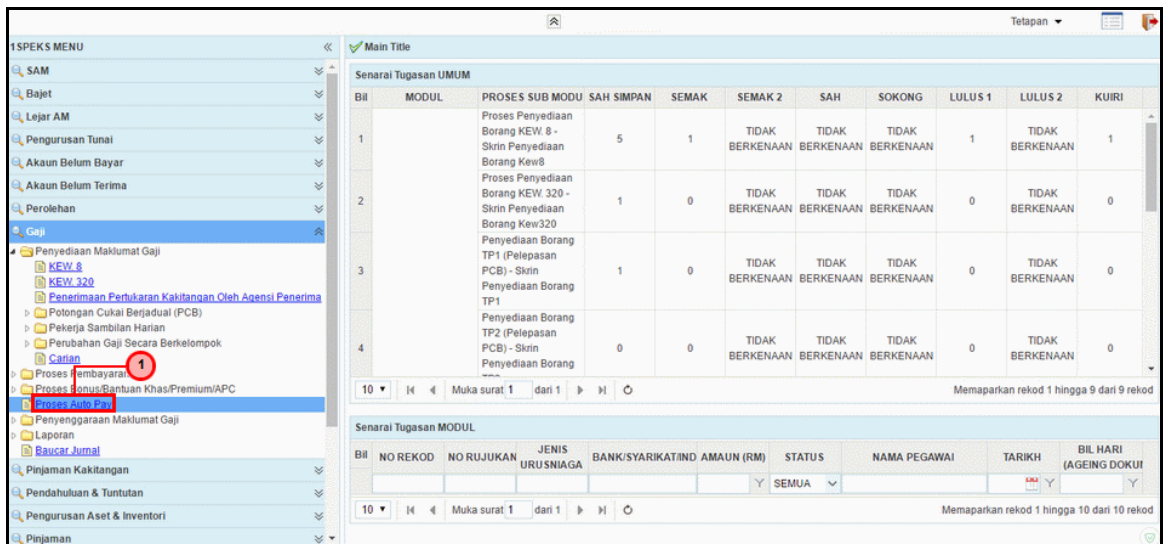 Tetapan
1SPEKS MENU
SAM
Bajet
Lejar AM
Pengurusan Tunai
Akaun Belum Bayar
Akaun Belum Terima
Perolehan
Gaji
Penyediaan Maklumat Gaji
KEW. 8
KEW. 320
Penerimaan Pertukaran Kakitangan Oleh Agensi Penerima
Potongan Cukai Berjadual (PCB)
Pekerja Sambilan Harian
Perubahan Gaji Secara Berkelompok
Carian
1
Proses Pembayaran
Proses Bonus/Bantuan Khas/Premium/APC
Proses Auto Pay
Penyenggaraan Maklumat Gaji
Laporan
Baucar Jurnal
Pinjaman Kakitangan
Pendahuluan & Tuntutan
Pengurusan Aset & Inventori
Pinjaman
Main Title
Senarai Tugasan UMUM
Bil MODUL PROSES SUB MODU SAH SIMPAN SEMAK SEMAK 2 SAH SOKONG LULUS 1 LULUS 2 KUIRI
Proses Penyediaan
Borang KEW. 8 -
Skrin Penyediaan
Borang Kew8
1 5 1 TIDAK BERKENAAN TIDAK BERKENAAN TIDAK BERKENAAN 1 TIDAK BERKENAAN 1
Proses Penyediaan
Borang KEW. 320 -
Skrin Penyediaan
Borang Kew320
2 1 0 TIDAK BERKENAAN TIDAK BERKENAAN TIDAK BERKENAAN 0 TIDAK BERKENAAN 0
Penyediaan Borang
TP1 (Pelepasan
PCB) - Skrin
Penyediaan Borang
TP1
3 1 0 TIDAK BERKENAAN TIDAK BERKENAAN TIDAK BERKENAAN 0 TIDAK BERKENAAN 0
Penyediaan Borang
TP2 (Pelepasan
PCB) - Skrin
Penyediaan Borang
4 0 0 TIDAK BERKENAAN TIDAK BERKENAAN TIDAK BERKENAAN 0 TIDAK BERKENAAN 0
10 Muka surat 1 dari 1 Memaparkan rekod 1 hingga 9 dari 9 rekod
Senarai Tugasan MODUL
Bil NO REKOD NO RUJUKAN JENIS URUSNIAGA BANK/SYARIKAT/IND AMAUN (RM) STATUS NAMA PEGAWAI TARIKH BIL HARI (AGEING DOKU
SEMUA
10 Muka surat 1 dari 1 Memaparkan rekod 1 hingga 10 dari 10 rekod